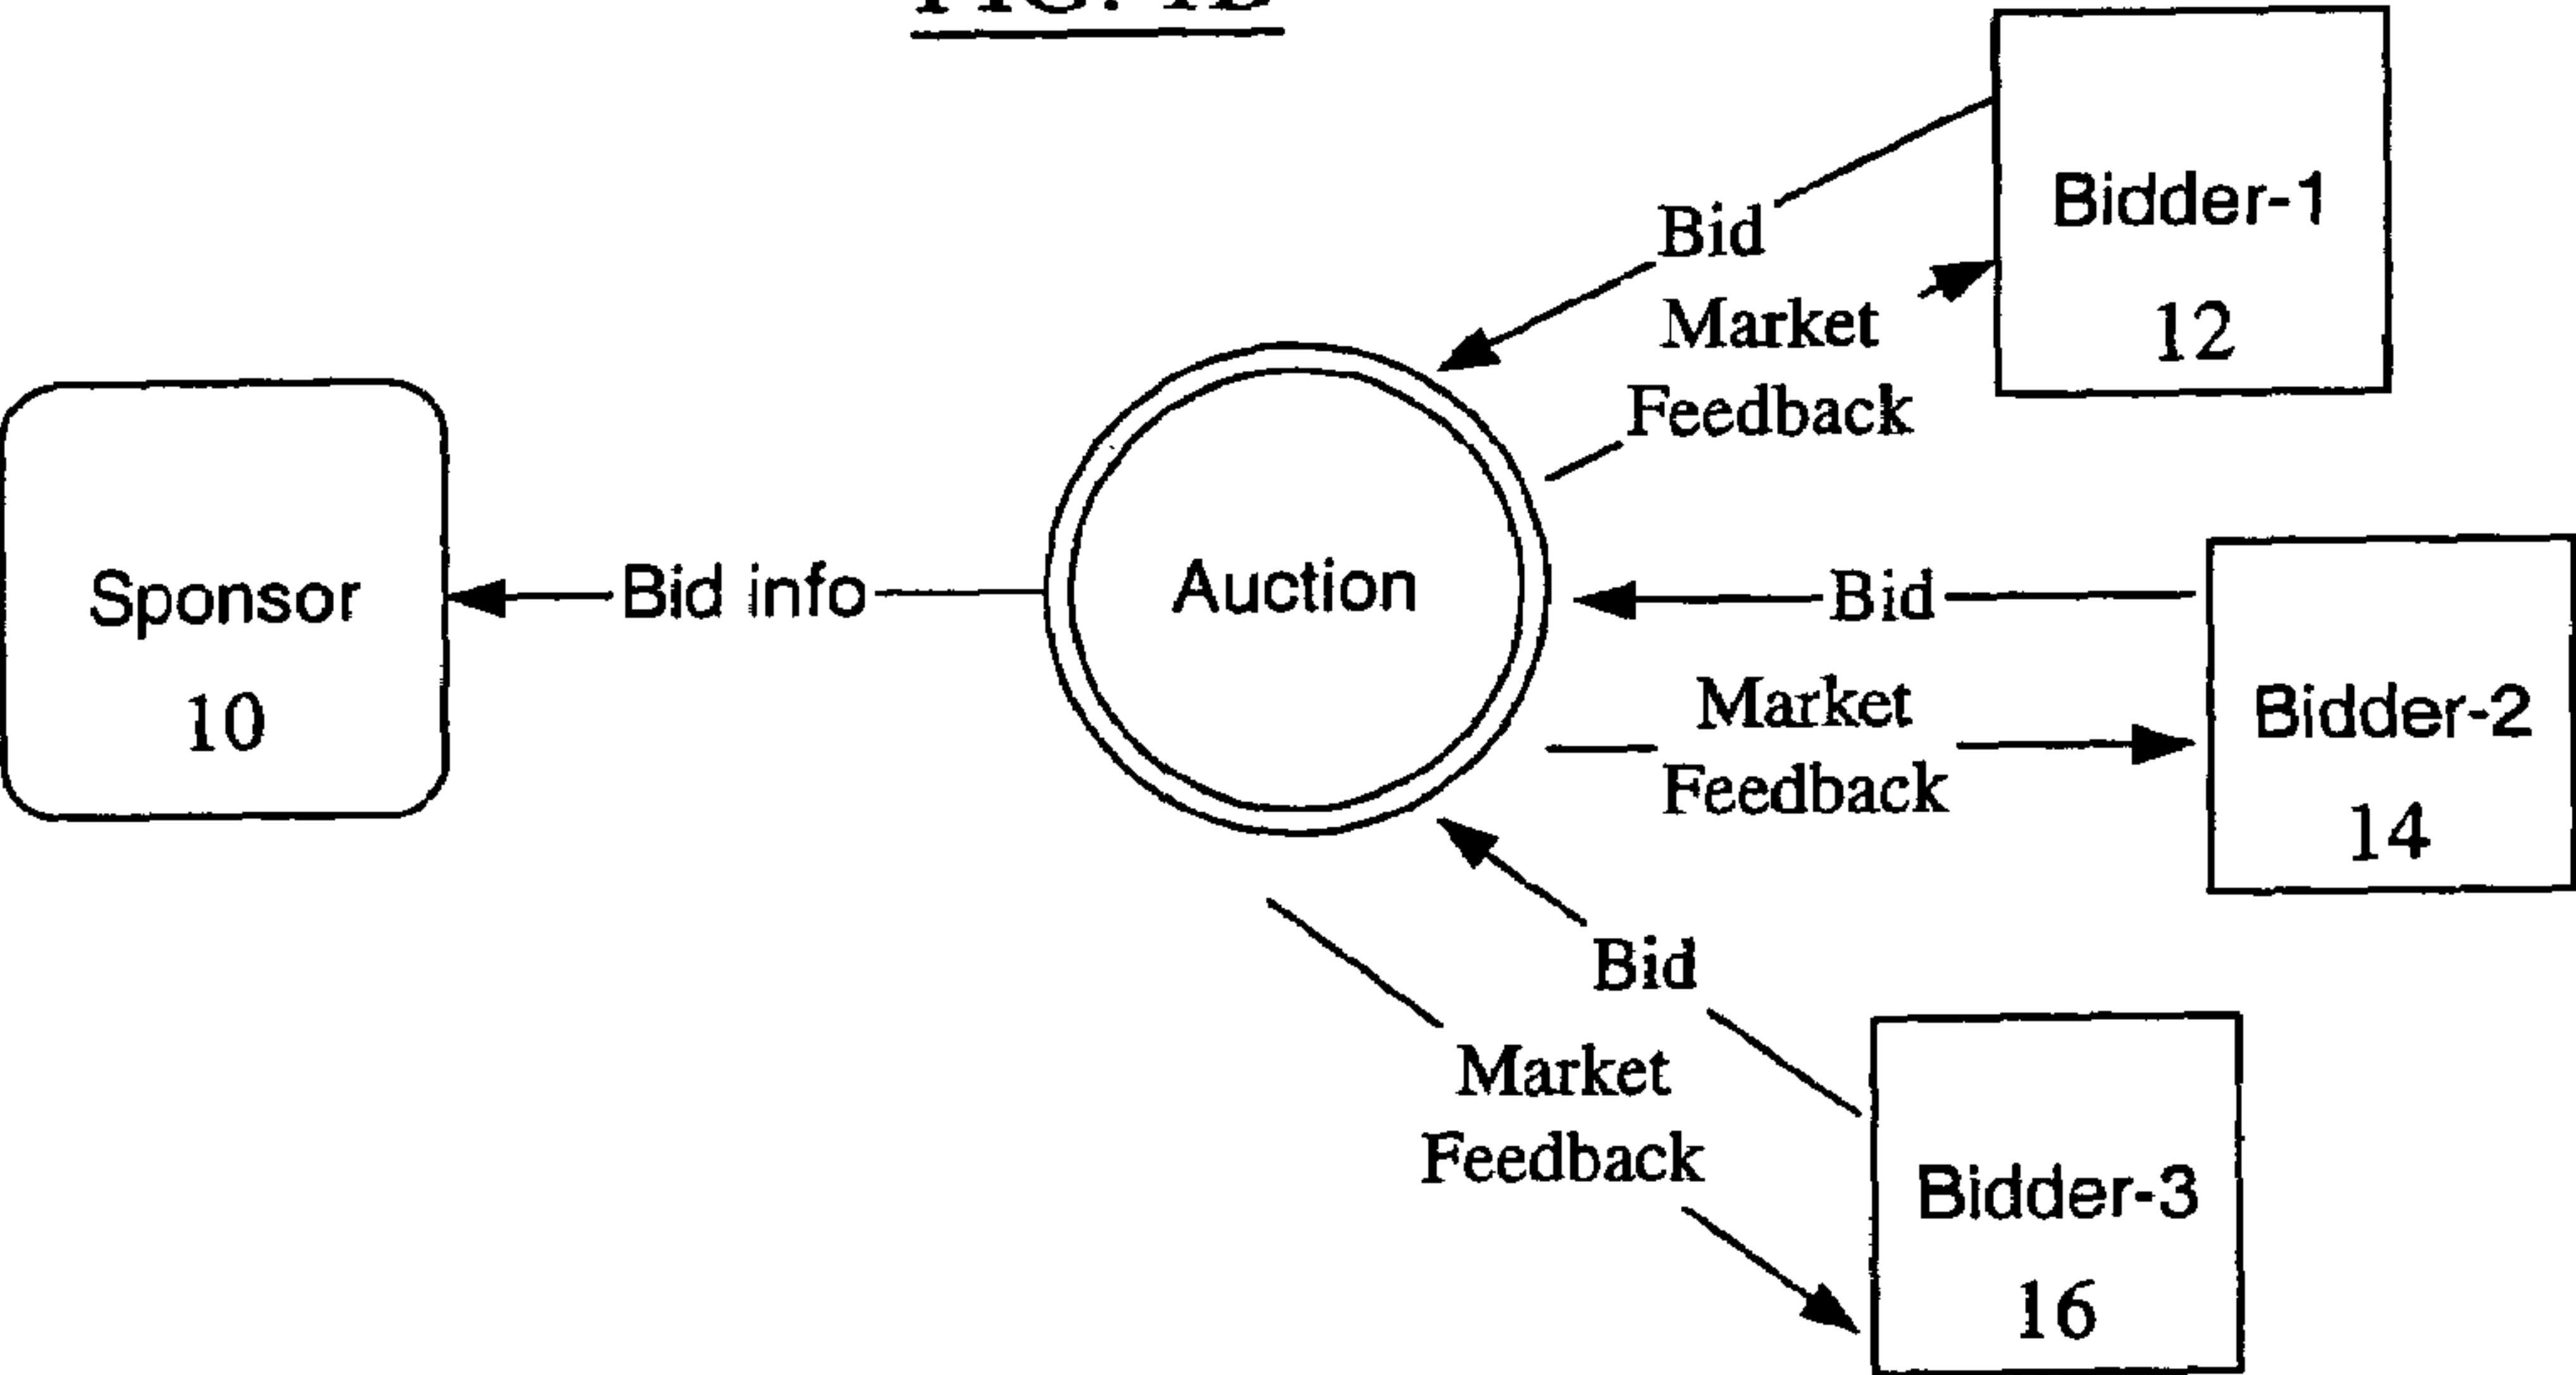 Bidder-1
12
Bid
Market
Feedback
Sponsor
10
Bid info
Auction
Bid
Market
Feedback
Bidder-2
14
Bid
Market
Feedback
Bidder-3
16